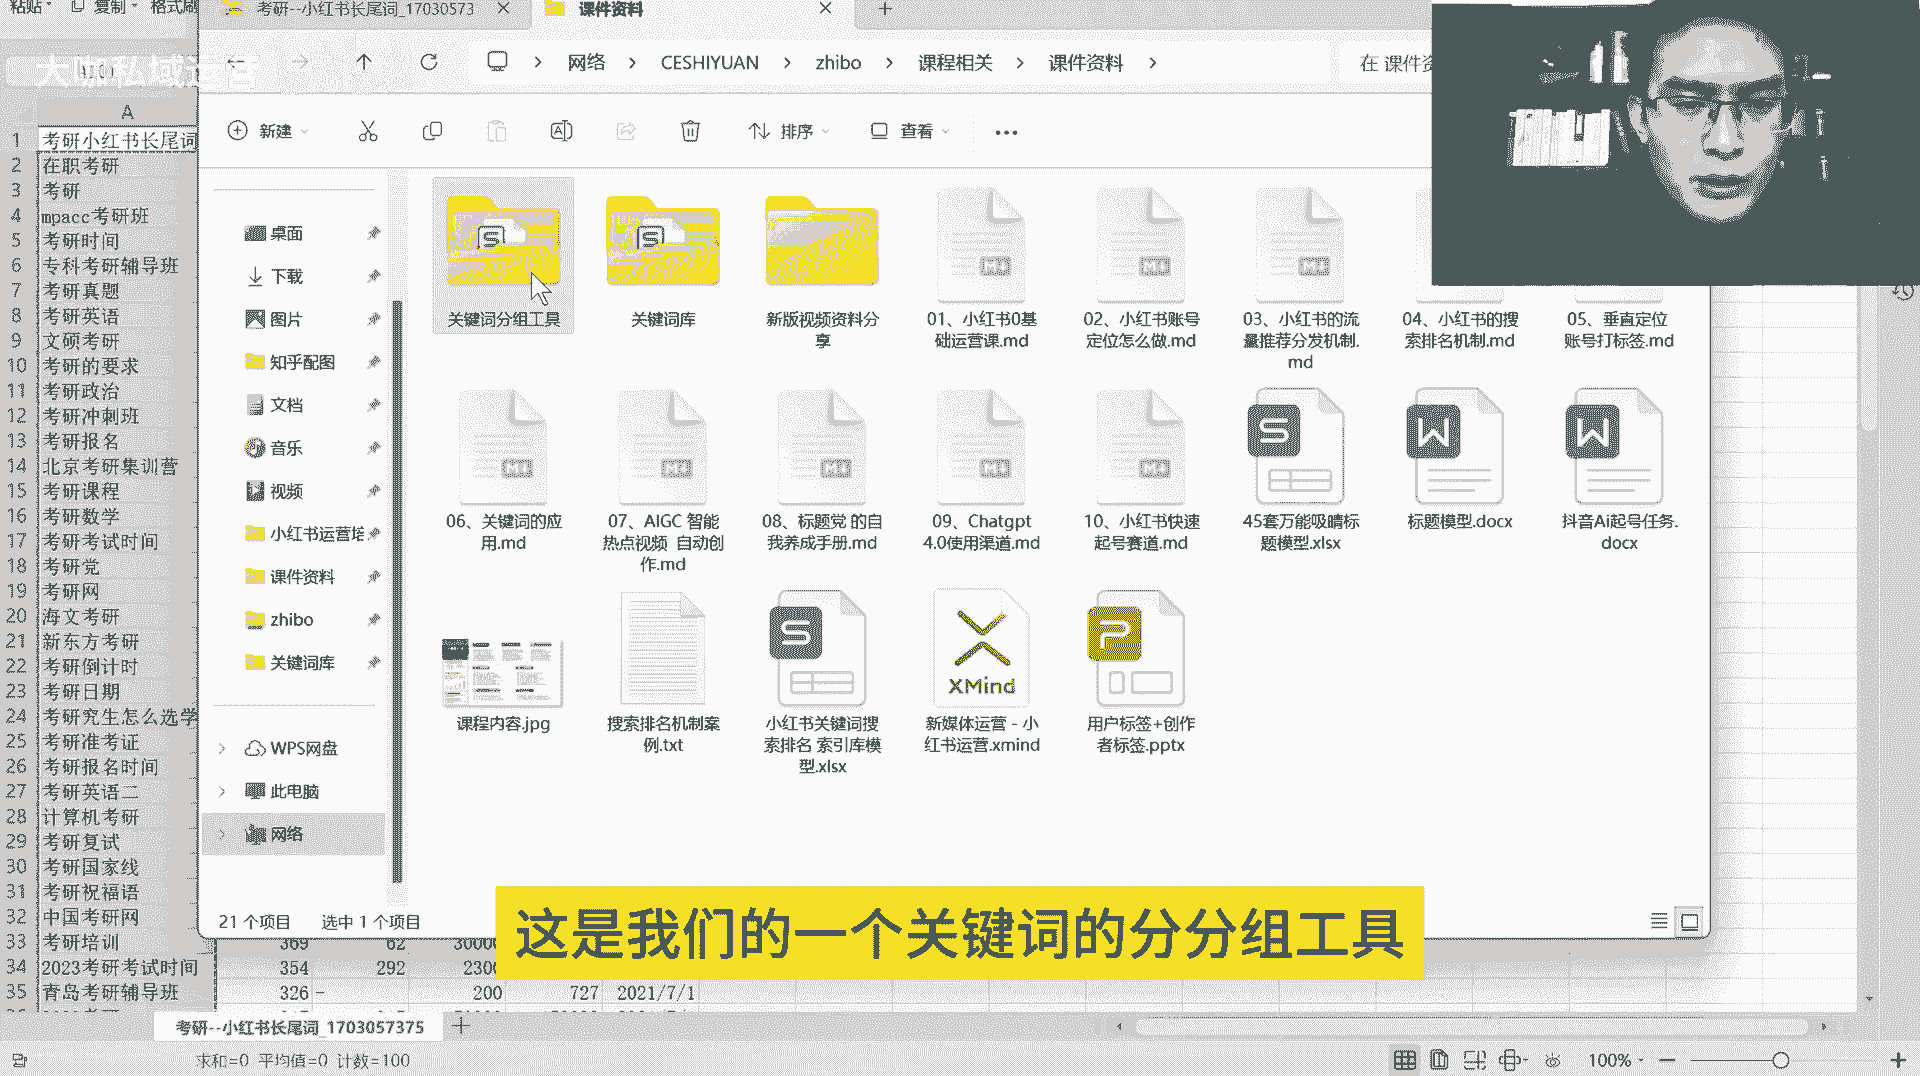 粘贴 复制 格式刷
大咖私域运营
考研--小红书长尾词_17030573
课件资料
网络 CESHIYUAN zhibo 课程相关 课件资料
在 课件资
新建 排序 查看
A
1 考研小红书长尾词
2 在职考研
3 考研
4 mpacc考研班
5 考研时间
6 专科考研辅导班
7 考研真题
8 考研英语
9 文硕考研
10 考研的要求
11 考研政治
12 考研冲刺班
13 考研报名
14 北京考研集训营
15 考研课程
16 考研数学
17 考研考试时间
18 考研党
19 考研网
20 海文考研
21 新东方考研
22 考研倒计时
23 考研日期
24 考研究生怎么选学
25 考研准考证
26 考研报名时间
27 考研英语二
28 计算机考研
29 考研复试
30 考研国家线
31 考研祝福语
32 中国考研网
33 考研培训 369 62 30000
34 2023考研考试时间 354 292 2300
35 青岛考研辅导班 326 - 200 727 2021/7/1
桌面
下载
图片
知乎配图
文档
音乐
视频
小红书运营培
课件资料
zhibo
关键词库
WPS网盘
此电脑
网络
关键词分组工具
关键词库
新版视频资料分
享
01、小红书0基
础运营课.md
02、小红书账号
定位怎么做.md
03、小红书的流
量推荐分发机制.
md
04、小红书的搜
索排名机制.md
05、垂直定位
账号打标签.md
06、关键词的应
用.md
07、AIGC 智能
热点视频 自动创
作.md
08、标题党 的自
我养成手册.md
09、Chatgpt
4.0使用渠道.md
10、小红书快速
起号赛道.md
45套万能吸睛标
题模型.xlsx
标题模型.docx
抖音Ai起号任务.
docx
课程内容.jpg
搜索排名机制案
例.txt
小红书关键词搜
索排名 索引库模
型.xlsx
XMind
新媒体运营 - 小
红书运营.xmind
用户标签+创作
者标签.pptx
21 个项目 选中 1 个项目
这是我们的一个关键词的分分组工具
考研--小红书长尾词_1703057375
求和=0 平均值=0 计数=100
100%